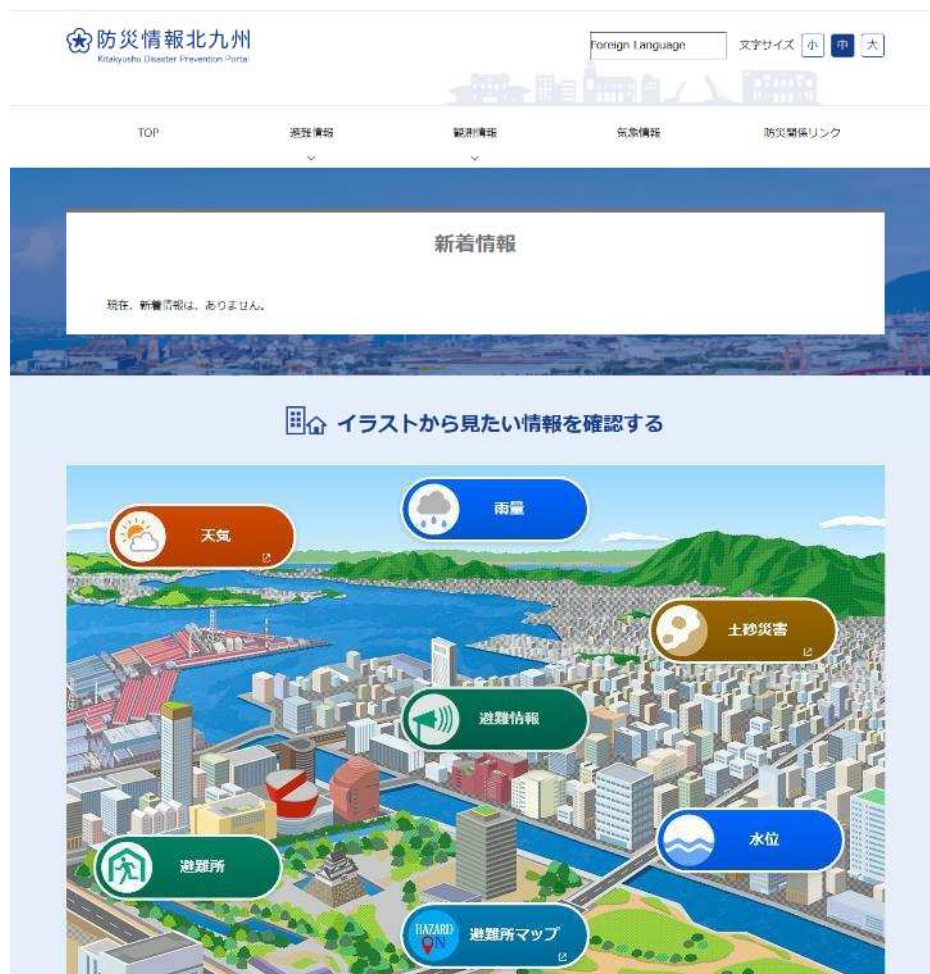 防災情報北九州
Kitakyushu Disaster Prevention Portal
Foreign Language
文字サイズ 小 中 大
TOP 避難情報 観測情報 気象情報 防災関係リンク
新着情報
現在、新着情報は、ありません。
イラストから見たい情報を確認する
雨量
天気
土砂災害
避難情報
水位
避難所
HAZARD ON 避難所マップ